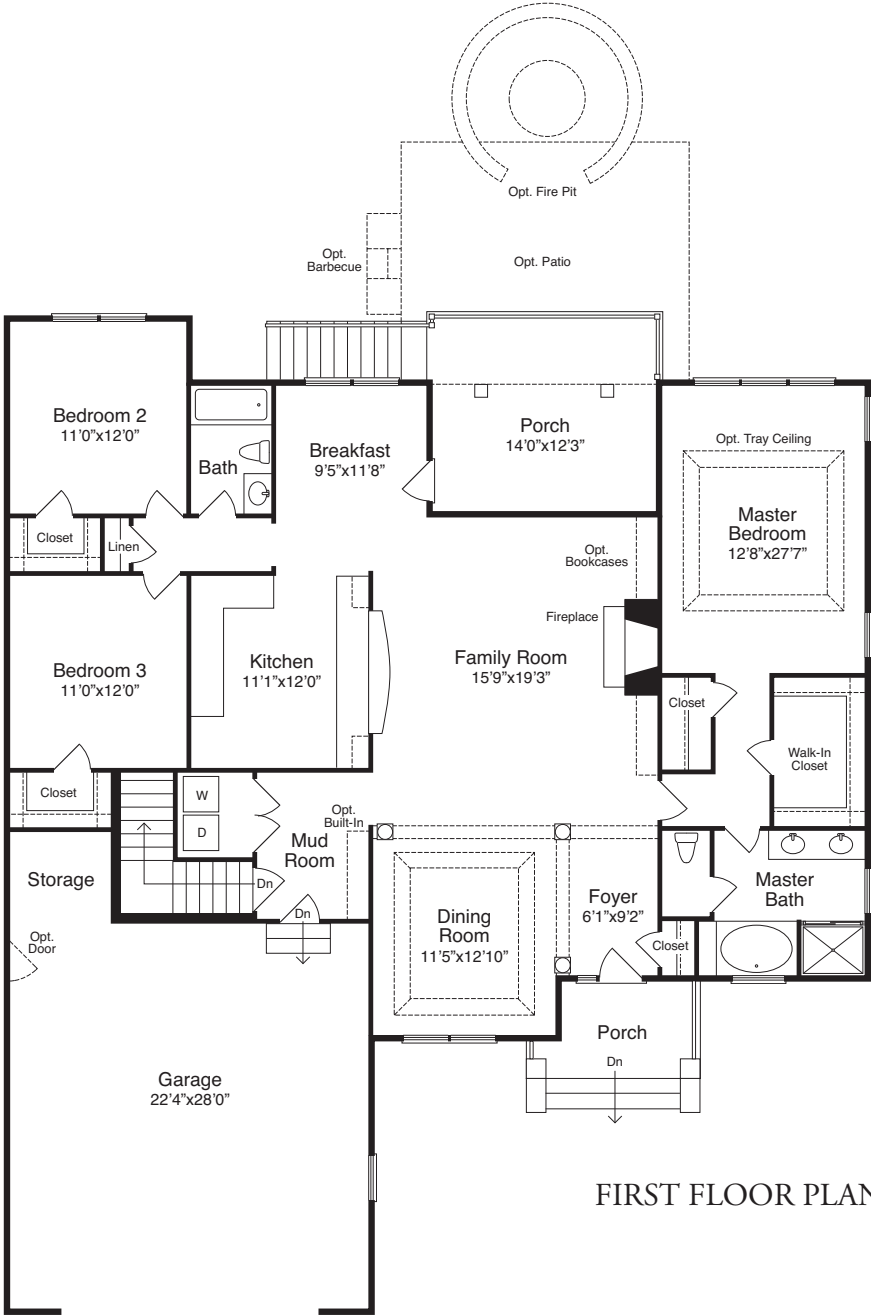 Opt. Fire Pit
Opt.
Barbecue
Opt. Patio
Bedroom 2
11’0”x12’0”
Bath
Breakfast
9’5”x11’8”
Porch
14’0”x12’3”
Opt. Tray Ceiling
Master
Bedroom
12’8”x27’7”
Closet
Linen
Opt.
Bookcases
Fireplace
Bedroom 3
11’0”x12’0”
Kitchen
11’1”x12’0”
Family Room
15’9”x19’3”
Closet
Walk-In
Closet
Closet
W
D
Opt.
Built-In
Mud
Room
Storage
Dn
Dn
Opt.
Door
Dining
Room
11’5”x12’10”
Foyer
6’1”x9’2”
Closet
Master
Bath
Porch
Dn
Garage
22’4”x28’0”
FIRST FLOOR PLAN